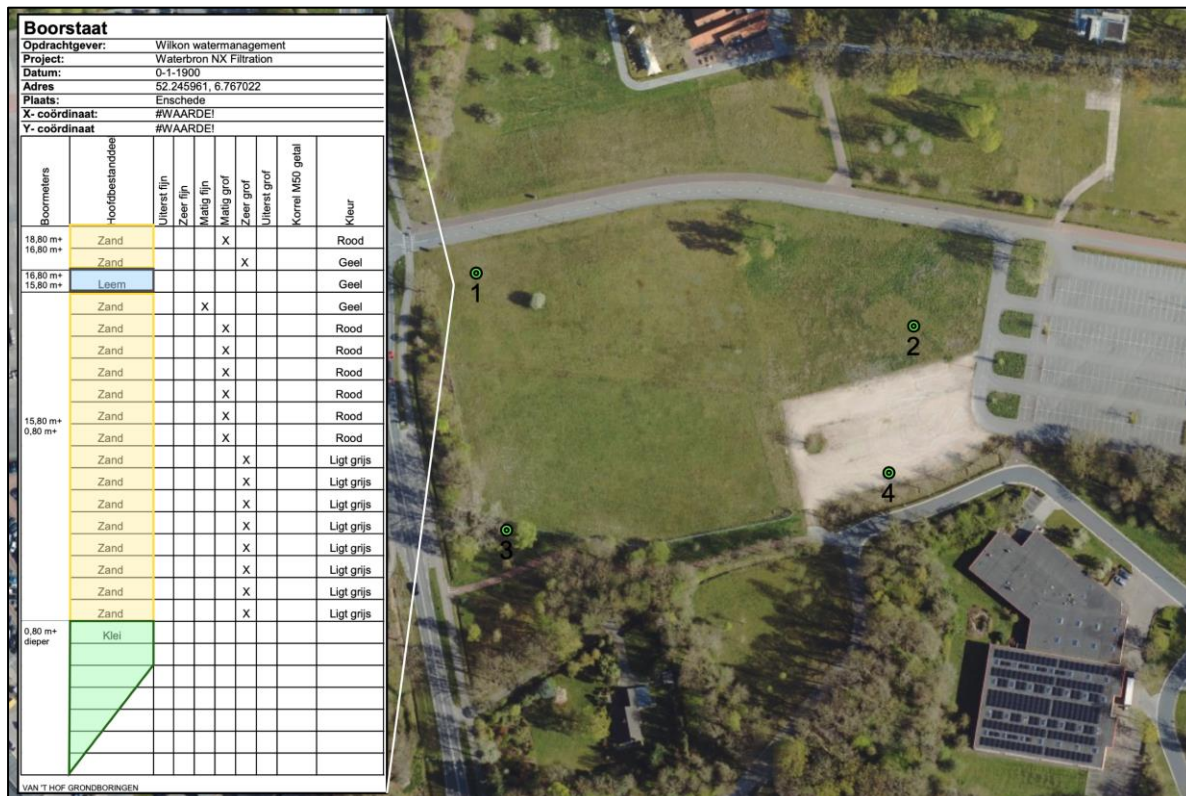 Boorstaat
Opdrachtgever: Wilkon watermanagement
Project: Waterbron NX Filtration
Datum: 0-1-1900
Adres 52.245961, 6.767022
Plaats: Enschede
X- coördinaat: #WAARDE!
Y- coördinaat #WAARDE!
Boormeters Hoofdbestanddee Uiterst fijn Zeer fijn Matig fijn Matig grof Zeer grof Uiterst grof Korrel M50 getal Kleur
18,80 m+ Zand X Rood
16,80 m+ Zand X Geel
16,80 m+
15,80 m+ Leem Geel
Zand X Geel
Zand X Rood
Zand X Rood
Zand X Rood
Zand X Rood
15,80 m+ Zand X Rood
0,80 m+ Zand X Rood
Zand X Ligt grijs
Zand X Ligt grijs
Zand X Ligt grijs
Zand X Ligt grijs
Zand X Ligt grijs
Zand X Ligt grijs
Zand X Ligt grijs
Zand X Ligt grijs
0,80 m+ Klei
dieper
VAN 'T HOF GRONDBORINGEN
1
2
3
4